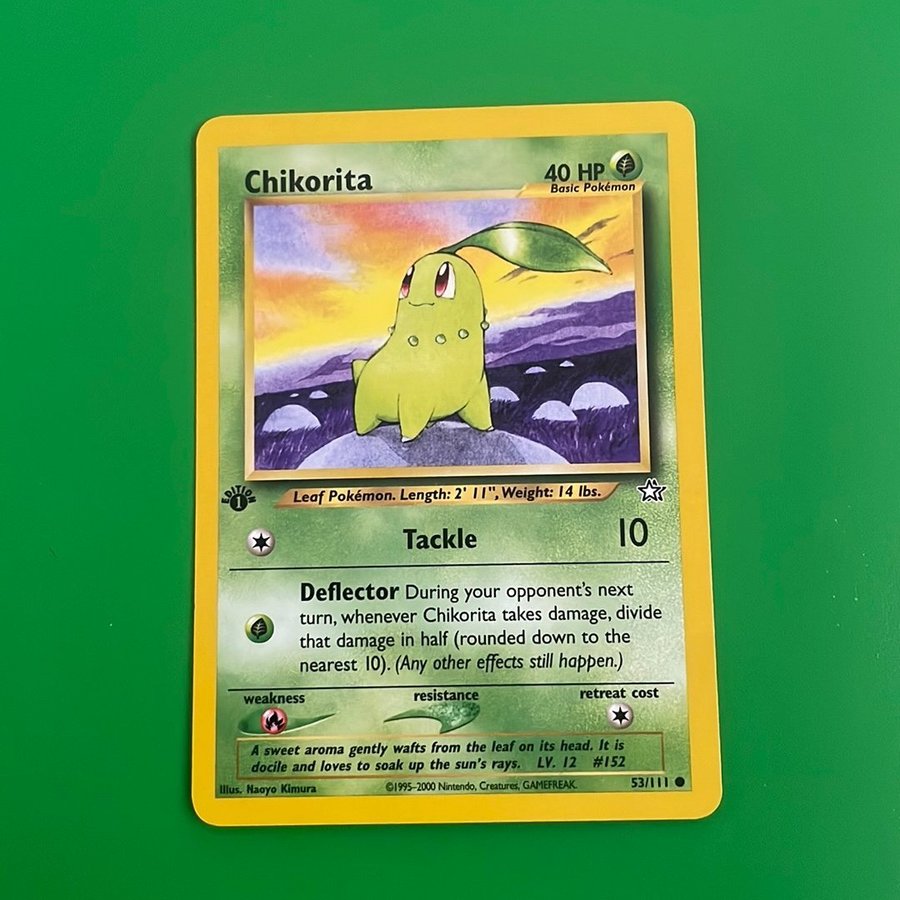 Chikorita
40 HP
Basic Pokémon
EDITION
1
Leaf Pokémon. Length: 2' 11", Weight: 14 lbs.
Tackle 10
Deflector During your opponent's next
turn, whenever Chikorita takes damage, divide
that damage in half (rounded down to the
nearest 10). (Any other effects still happen.)
weakness resistance retreat cost
A sweet aroma gently wafts from the leaf on its head. It is
docile and loves to soak up the sun's rays. LV. 12 #152
Illus. Naoyo Kimura ©1995-2000 Nintendo, Creatures, GAMEFREAK. 53/111